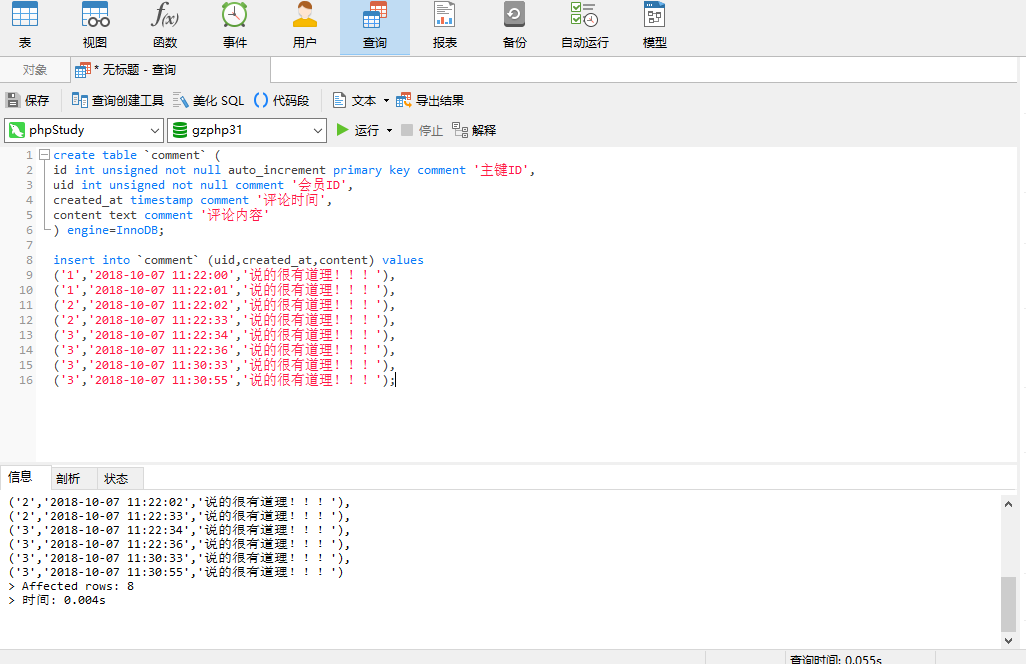 表 视图 函数 事件 用户 查询 报表 备份 自动运行 模型
对象 * 无标题 - 查询
保存 查询创建工具 美化 SQL () 代码段 文本 导出结果
phpStudy gzphp31 运行 停止 解释
1 create table `comment` (
2 id int unsigned not null auto_increment primary key comment '主键ID',
3 uid int unsigned not null comment '会员ID',
4 created_at timestamp comment '评论时间',
5 content text comment '评论内容'
6 ) engine=InnoDB;
7
8 insert into `comment` (uid,created_at,content) values
9 ('1','2018-10-07 11:22:00','说的很有道理！！！'),
10 ('1','2018-10-07 11:22:01','说的很有道理！！！'),
11 ('2','2018-10-07 11:22:02','说的很有道理！！！'),
12 ('2','2018-10-07 11:22:33','说的很有道理！！！'),
13 ('3','2018-10-07 11:22:34','说的很有道理！！！'),
14 ('3','2018-10-07 11:22:36','说的很有道理！！！'),
15 ('3','2018-10-07 11:30:33','说的很有道理！！！'),
16 ('3','2018-10-07 11:30:55','说的很有道理！！！');
信息 剖析 状态
('2','2018-10-07 11:22:02','说的很有道理！！！'),
('2','2018-10-07 11:22:33','说的很有道理！！！'),
('3','2018-10-07 11:22:34','说的很有道理！！！'),
('3','2018-10-07 11:22:36','说的很有道理！！！'),
('3','2018-10-07 11:30:33','说的很有道理！！！'),
('3','2018-10-07 11:30:55','说的很有道理！！！')
> Affected rows: 8
> 时间: 0.004s
查询时间: 0.055s